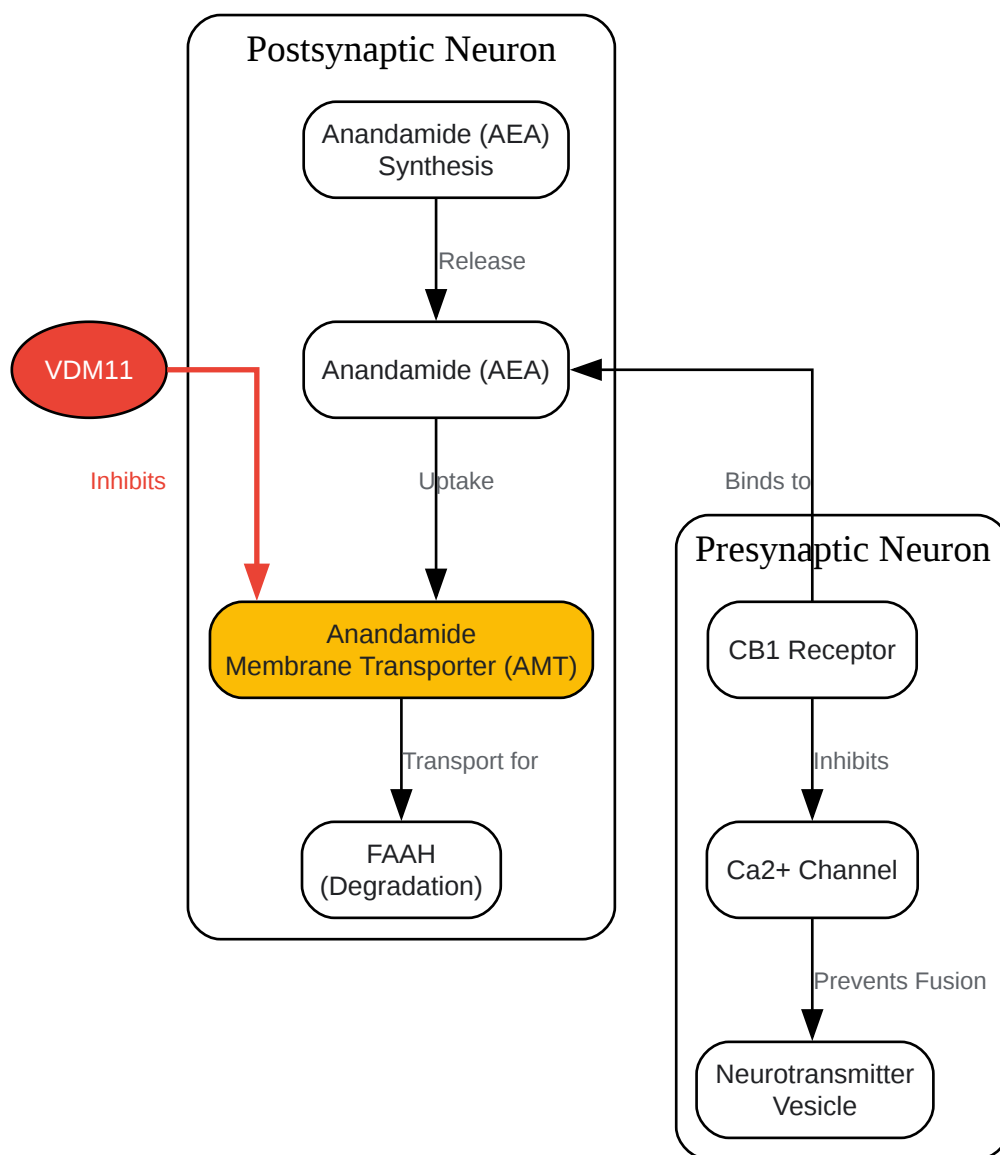 Postsynaptic Neuron
Anandamide (AEA)
Synthesis
Release
VDM11
Anandamide (AEA)
Inhibits
Uptake
Binds to
Presynaptic Neuron
Anandamide
Membrane Transporter (AMT)
CB1 Receptor
Transport for
Inhibits
FAAH
(Degradation)
Ca2+ Channel
Prevents Fusion
Neurotransmitter
Vesicle